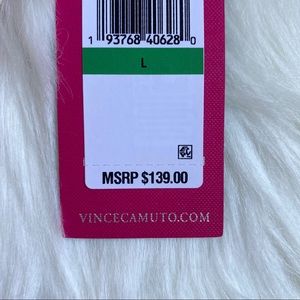 1 93768 40628 0
L
MSRP $139.00
VINCECAMUTO.COM